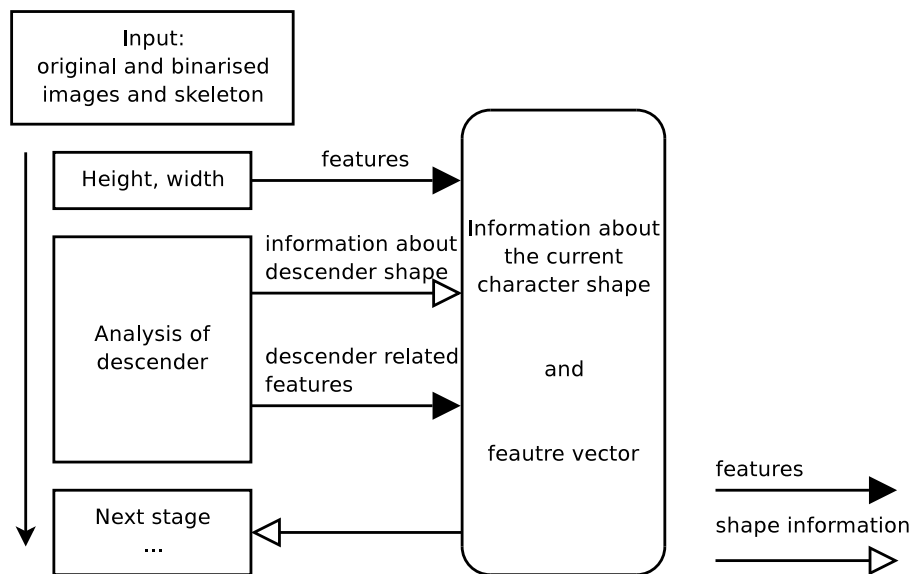 Input:
original and binarised
images and skeleton
features
Height, width
information about
descender shape
Information about
the current
character shape
Analysis of
descender
descender related
features
and
feautre vector
features
Next stage
...
shape information